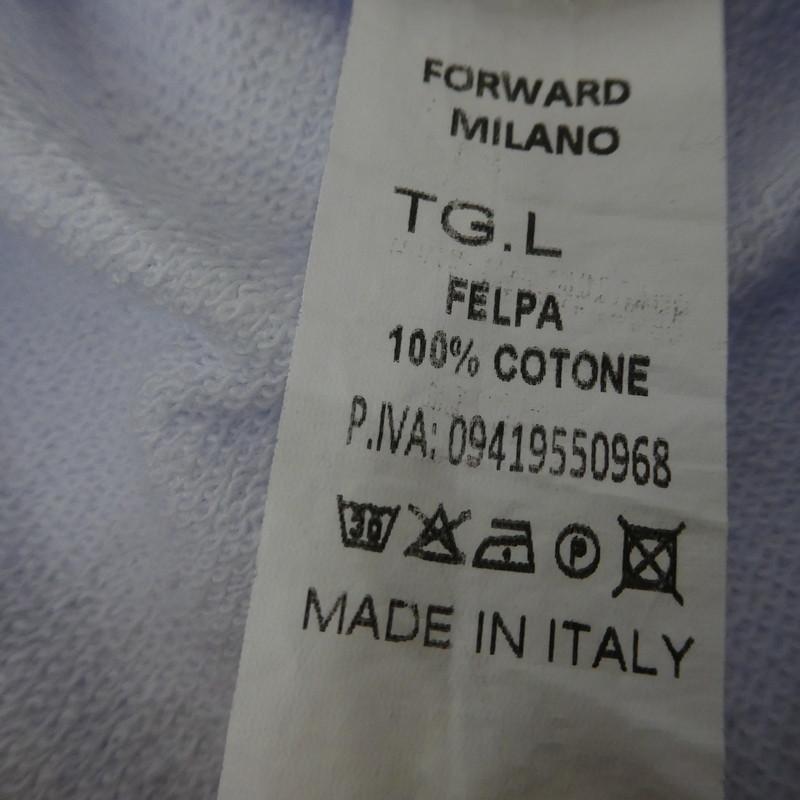 FORWARD
MILANO
TG.L
FELPA
100% COTONE
P.IVA: 09419550968
30
P
MADE IN ITALY